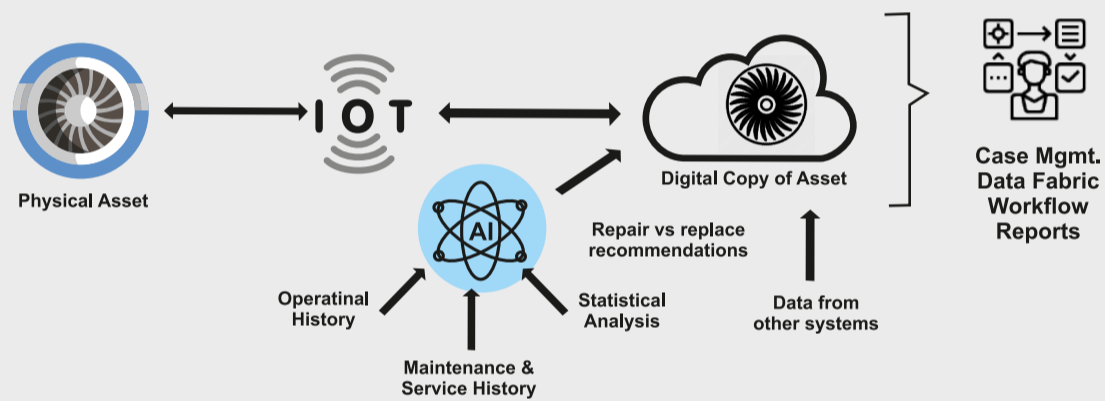 IOT
Physical Asset
Digital Copy of Asset
Case Mgmt.
Data Fabric
Workflow
Reports
AI
Repair vs replace
recommendations
Operatinal
History
Statistical
Analysis
Data from
other systems
Maintenance &
Service History